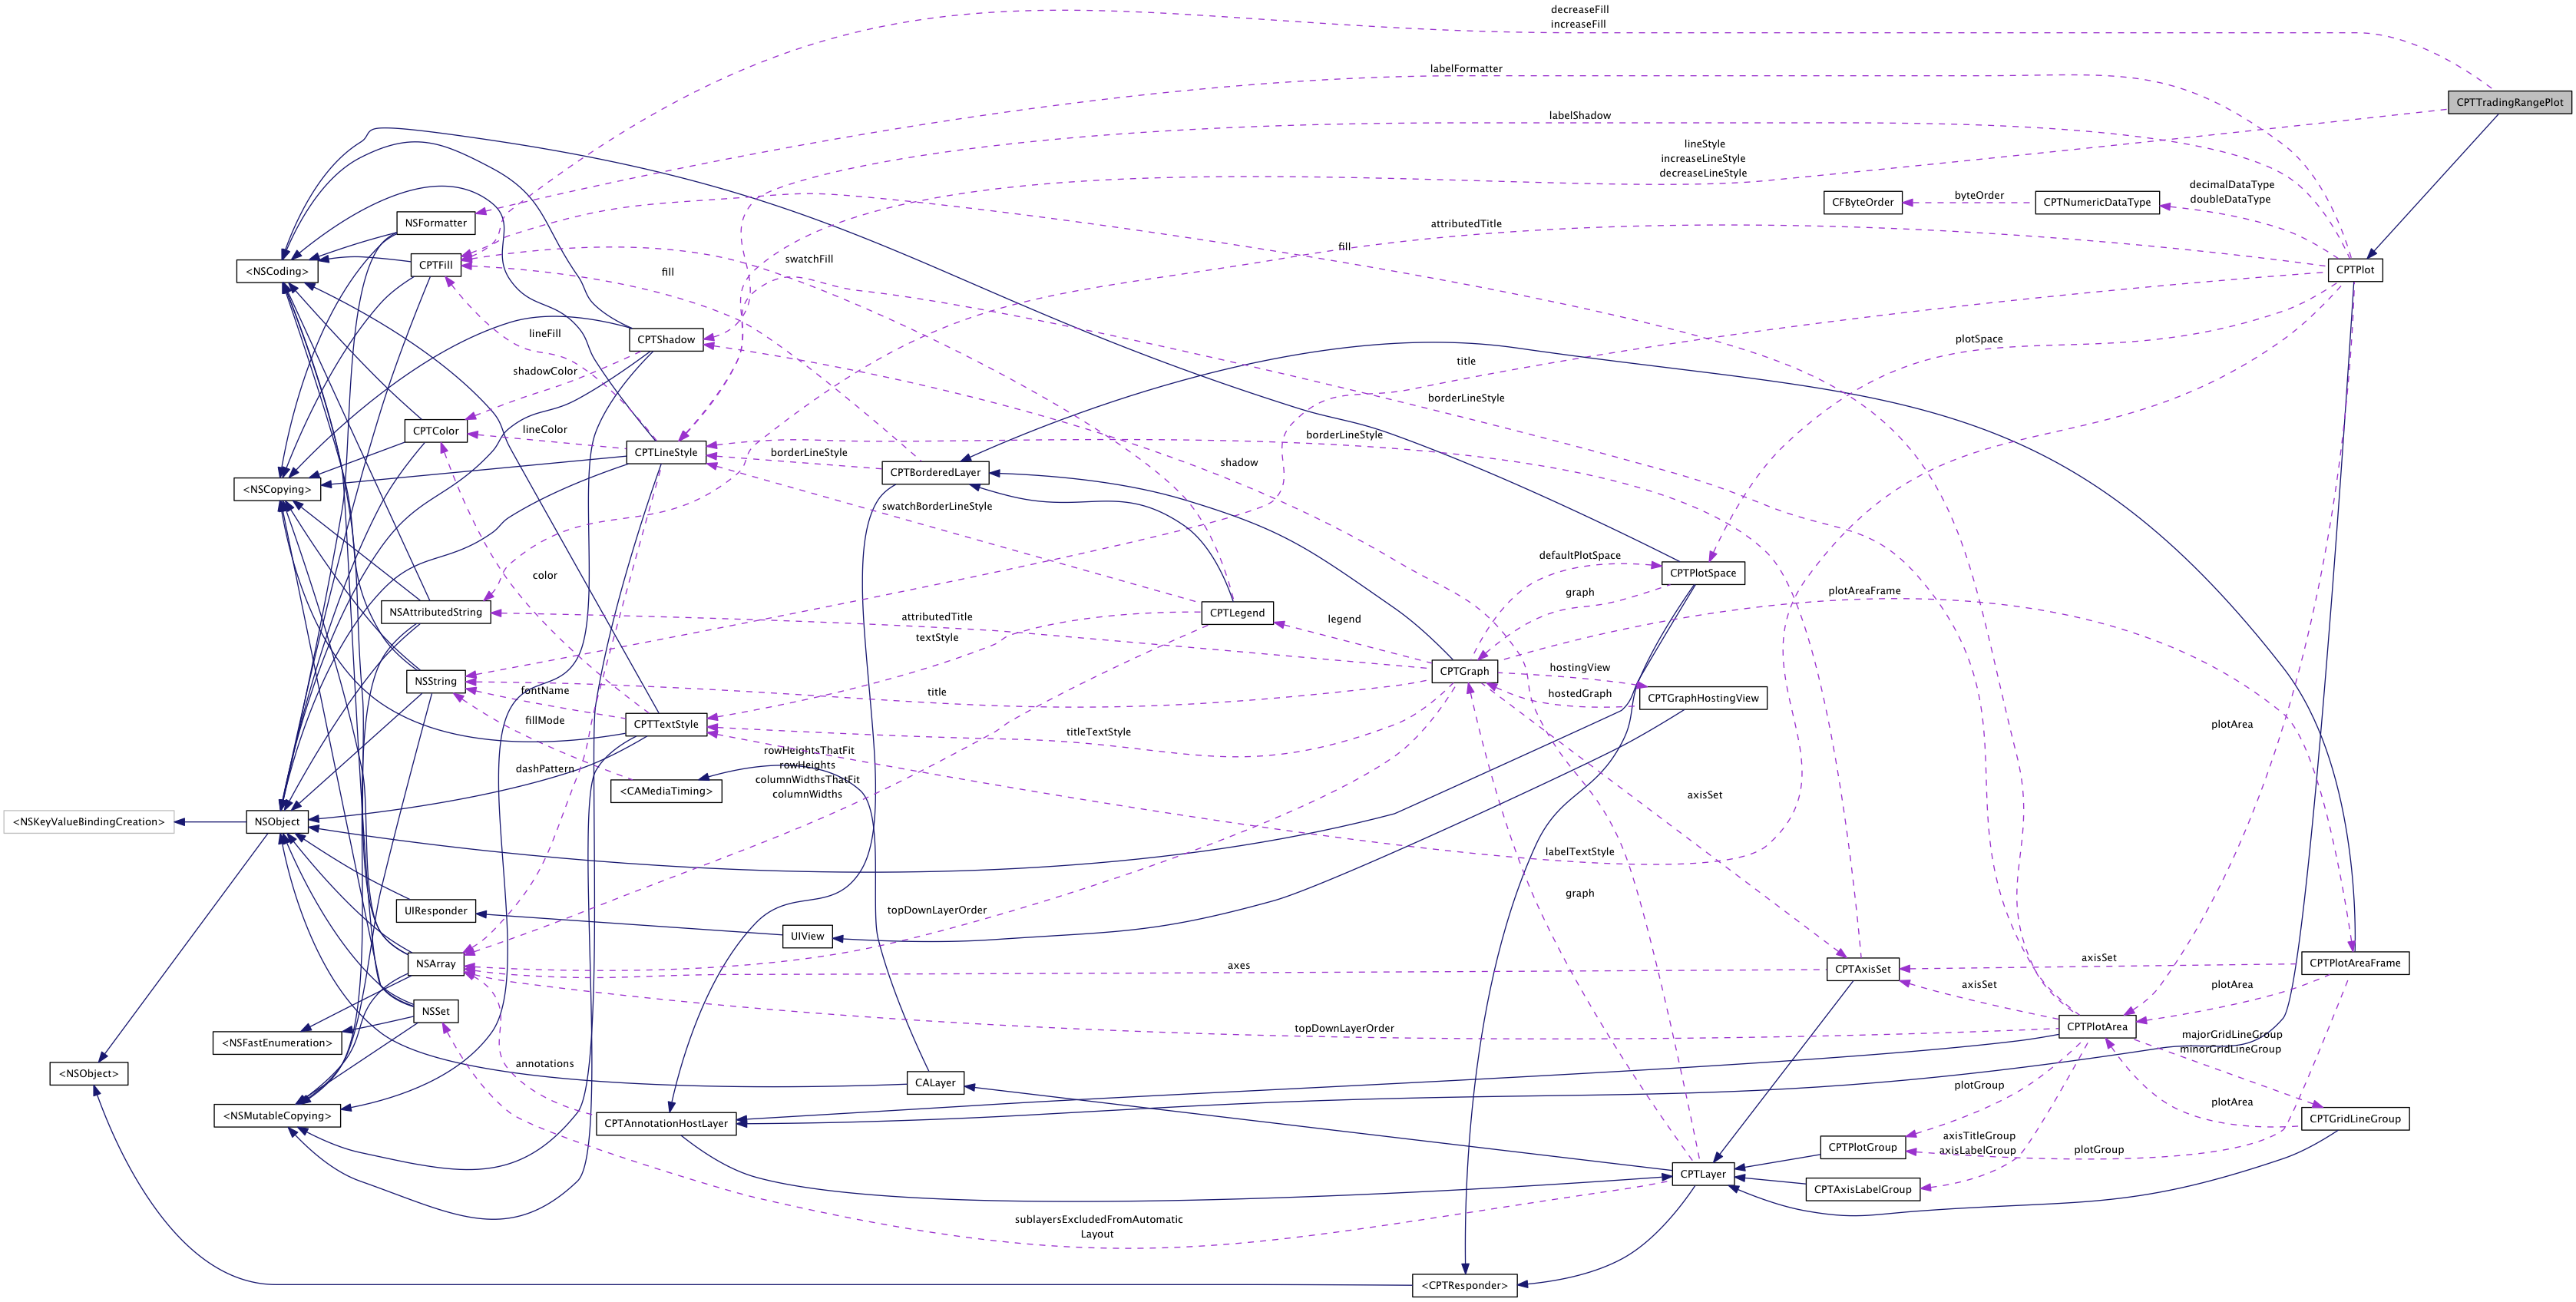 decreaseFill
increaseFill
labelFormatter
CPTTradingRangePlot
labelShadow
lineStyle
increaseLineStyle
decreaseLineStyle
decimalDataType
doubleDataType
byteOrder
CFByteOrder
CPTNumericDataType
NSFormatter
attributedTitle
fill
swatchFill
<NSCoding>
CPTFill
fill
CPTPlot
lineFill
CPTShadow
plotSpace
shadowColor
title
borderLineStyle
CPTColor
lineColor
CPTLineStyle
borderLineStyle
borderLineStyle
shadow
CPTBorderedLayer
<NSCopying>
swatchBorderLineStyle
defaultPlotSpace
CPTPlotSpace
color
graph
plotAreaFrame
NSAttributedString
attributedTitle
CPTLegend
legend
textStyle
NSString
fontName
title
CPTGraph
hostingView
hostedGraph
CPTGraphHostingView
fillMode
CPTTextStyle
titleTextStyle
plotArea
rowHeightsThatFit
rowHeights
columnWidthsThatFit
columnWidths
dashPattern
<CAMediaTiming>
axisSet
<NSKeyValueBindingCreation>
NSObject
labelTextStyle
graph
UIResponder
topDownLayerOrder
UIView
NSArray
axes
CPTAxisSet
axisSet
CPTPlotAreaFrame
axisSet
plotArea
NSSet
topDownLayerOrder
CPTPlotArea
majorGridLineGroup
minorGridLineGroup
<NSFastEnumeration>
annotations
<NSObject>
CALayer
plotGroup
plotArea
<NSMutableCopying>
CPTAnnotationHostLayer
CPTGridLineGroup
axisTitleGroup
axisLabelGroup
CPTPlotGroup
plotGroup
CPTLayer
CPTAxisLabelGroup
sublayersExcludedFromAutomatic
Layout
<CPTResponder>